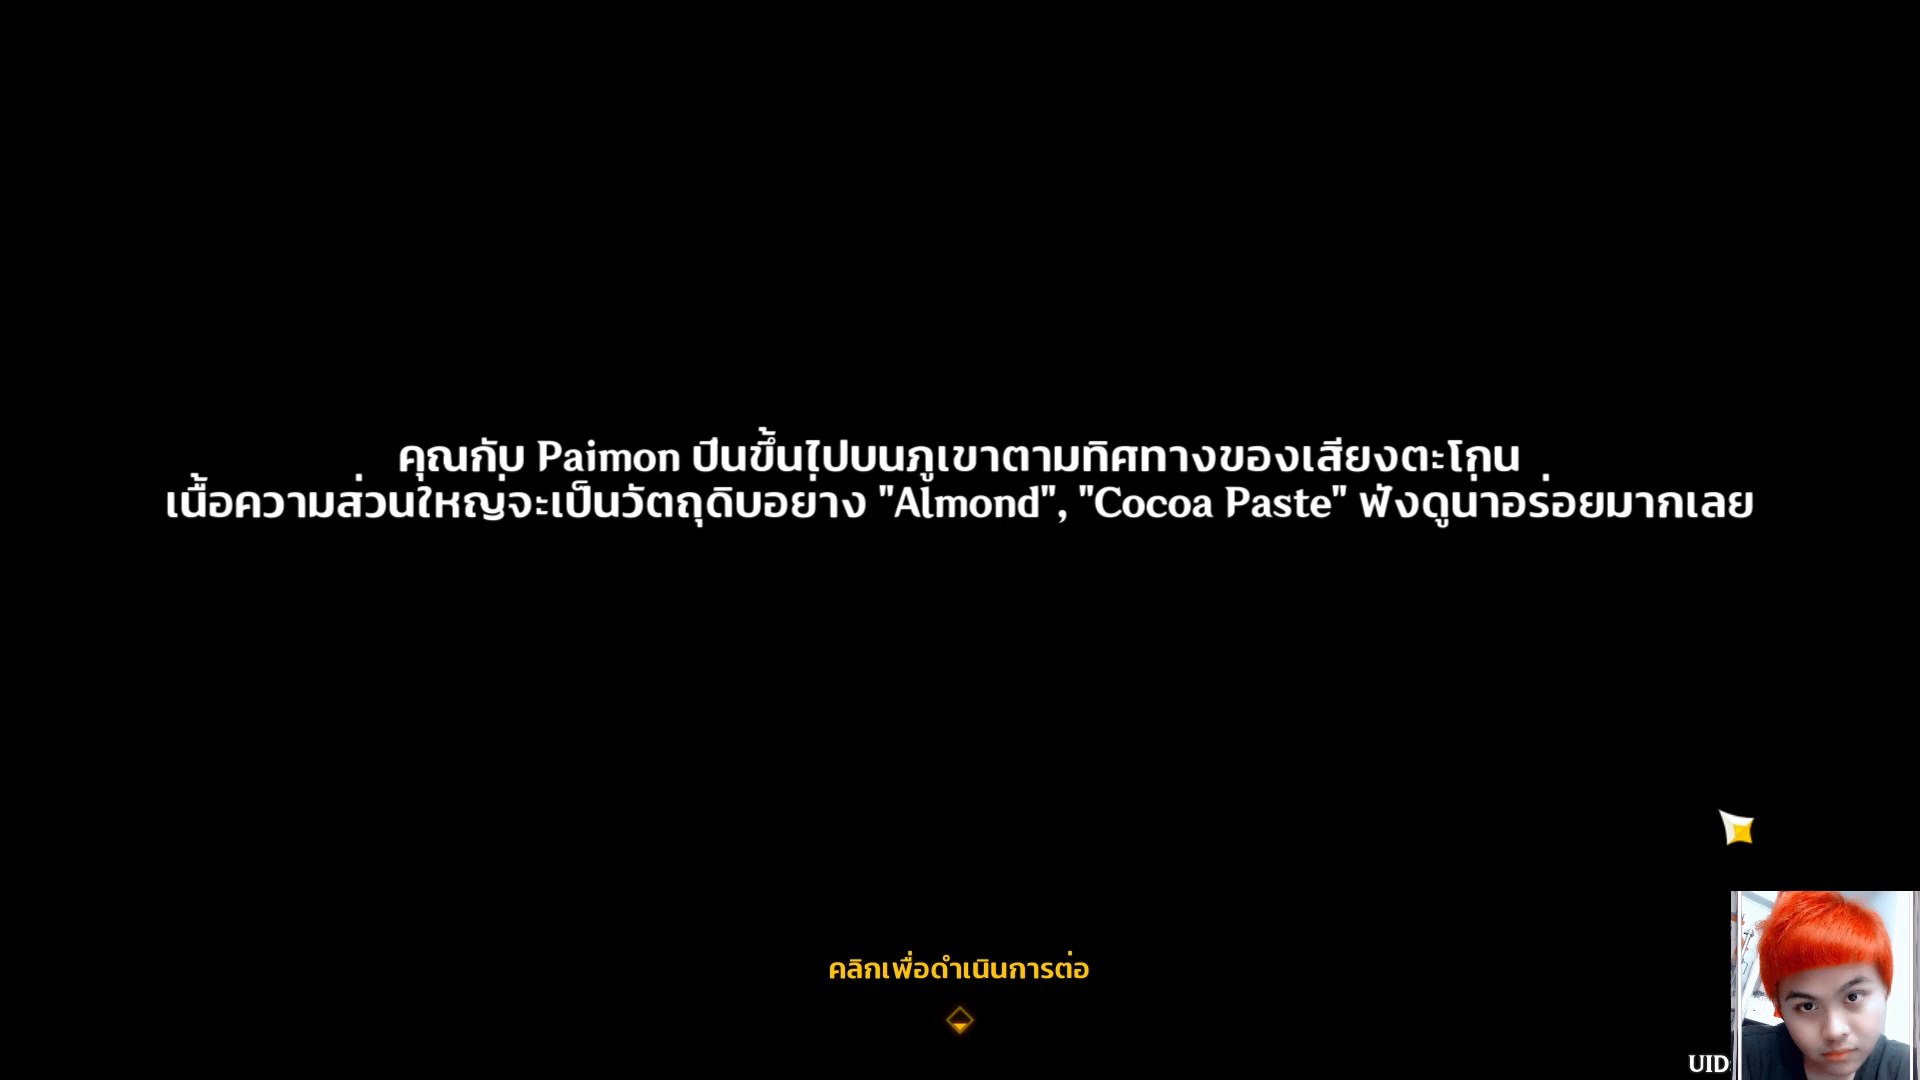 คุณกับ Paimon ปีนขึ้นไปบนภูเขาตามทิศทางของเสียงตะโกน
เนื้อความส่วนใหญ่จะเป็นวัตถุดิบอย่าง "Almond", "Cocoa Paste" ฟังดูน่าอร่อยมากเลย
คลิกเพื่อดำเนินการต่อ
UID: